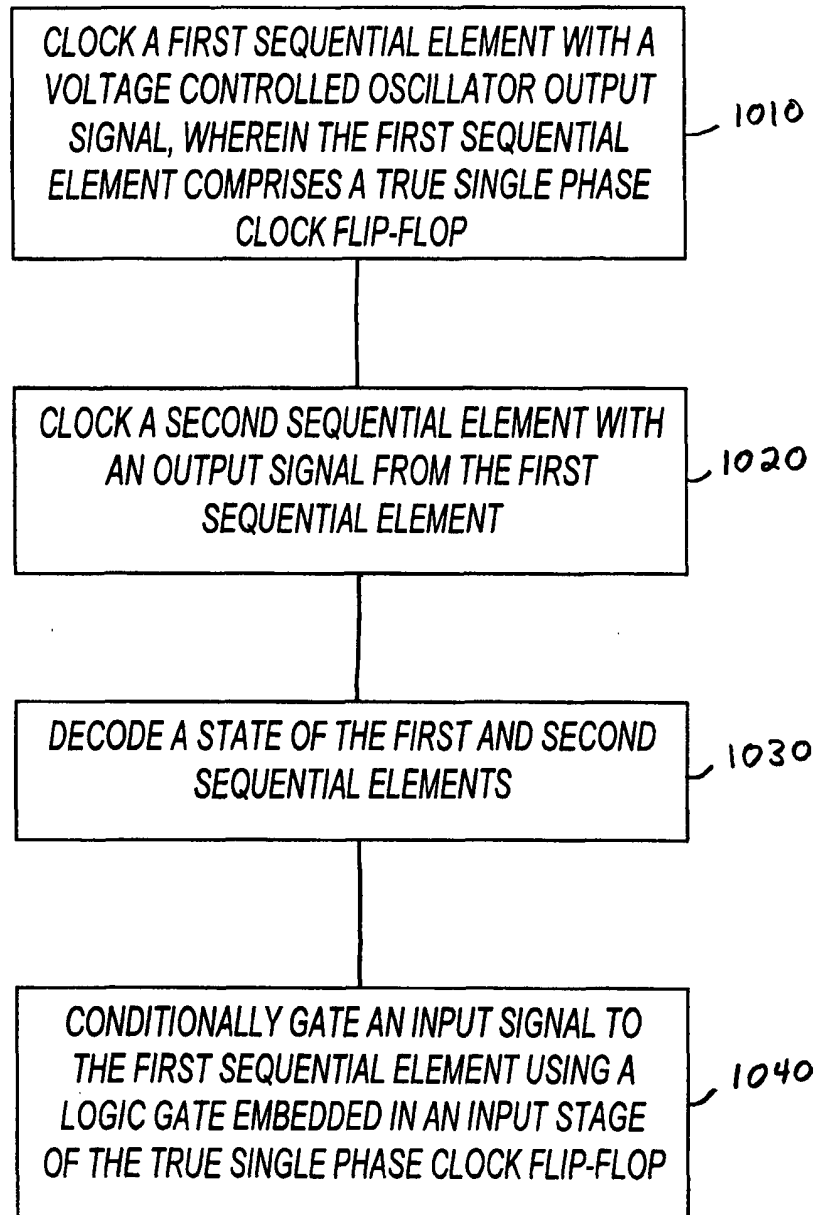 CLOCK A FIRST SEQUENTIAL ELEMENT WITH A
VOLTAGE CONTROLLED OSCILLATOR OUTPUT
SIGNAL, WHEREIN THE FIRST SEQUENTIAL
ELEMENT COMPRISES A TRUE SINGLE PHASE
CLOCK FLIP-FLOP
1010
CLOCK A SECOND SEQUENTIAL ELEMENT WITH
AN OUTPUT SIGNAL FROM THE FIRST
SEQUENTIAL ELEMENT
1020
DECODE A STATE OF THE FIRST AND SECOND
SEQUENTIAL ELEMENTS
1030
CONDITIONALLY GATE AN INPUT SIGNAL TO
THE FIRST SEQUENTIAL ELEMENT USING A
LOGIC GATE EMBEDDED IN AN INPUT STAGE
OF THE TRUE SINGLE PHASE CLOCK FLIP-FLOP
1040